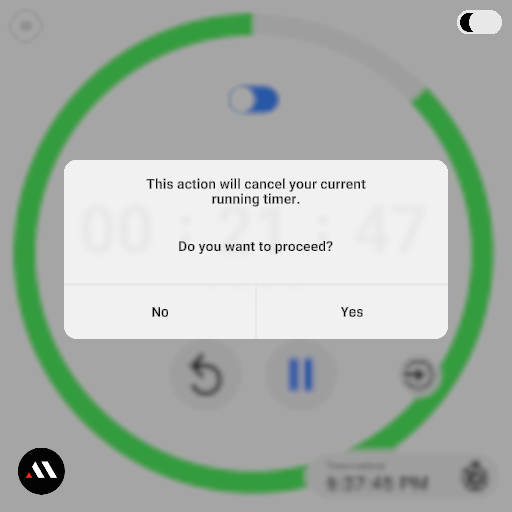 This action will cancel your current
running timer.
00 : 21 : 47
Do you want to proceed?
No
Yes
6:37:45 PM